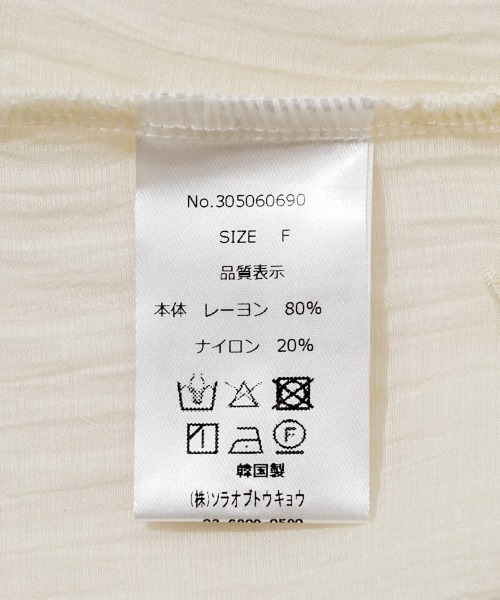 No.305060690
SIZE F
品質表示
本体 レーヨン 80%
ナイロン 20%
F
韓国製
(株)ソラオブトウキョウ